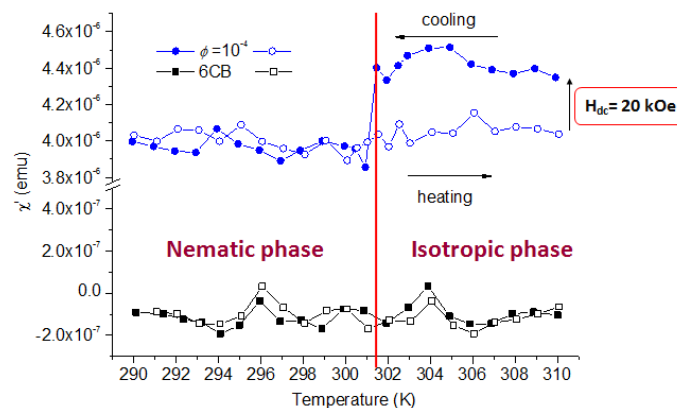 4.6x10⁻⁶
4.4x10⁻⁶
4.2x10⁻⁶
4.0x10⁻⁶
3.8x10⁻⁶
4.0x10⁻⁷
2.0x10⁻⁷
0.0
-2.0x10⁻⁷
χ' (emu)
ϕ =10⁻⁴
6CB
cooling
H_dc= 20 kOe
heating
Nematic phase
Isotropic phase
290 292 294 296 298 300 302 304 306 308 310
Temperature (K)